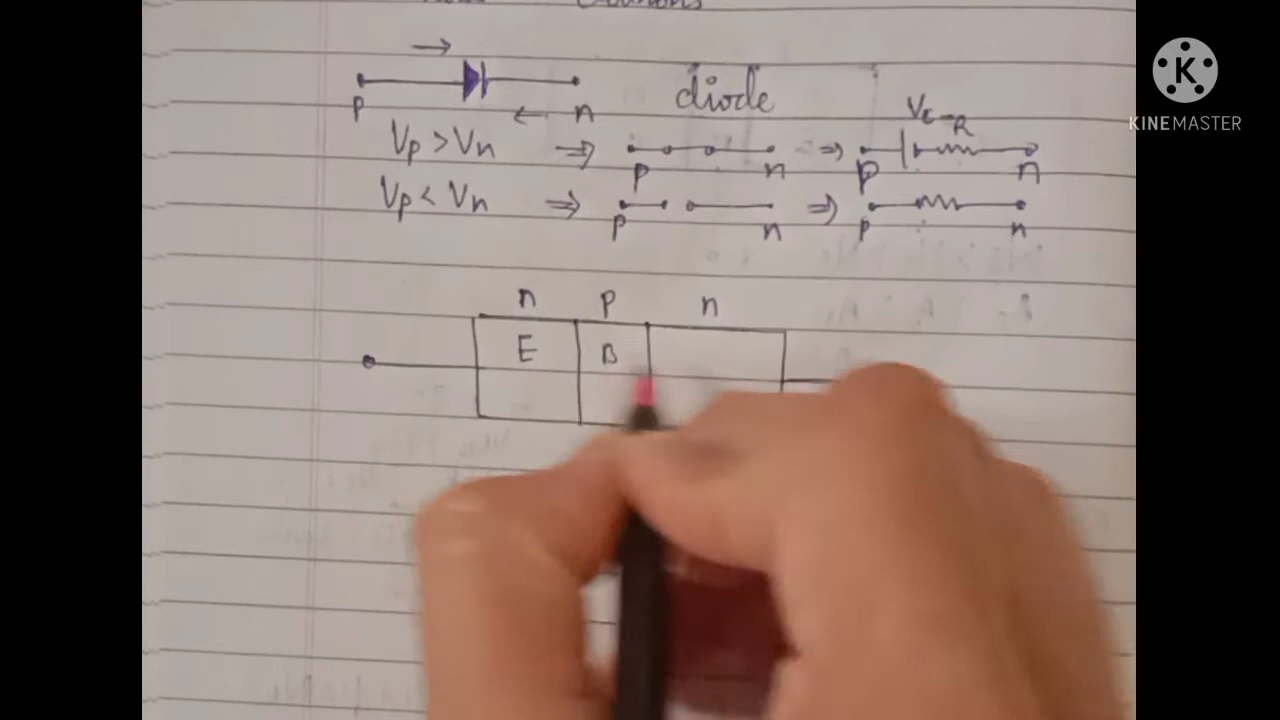 p n diode
Vp > Vn ⇒ p n ⇒ p n
Vp < Vn ⇒ p n ⇒ p n
n p n
E B
K
KINEMASTER